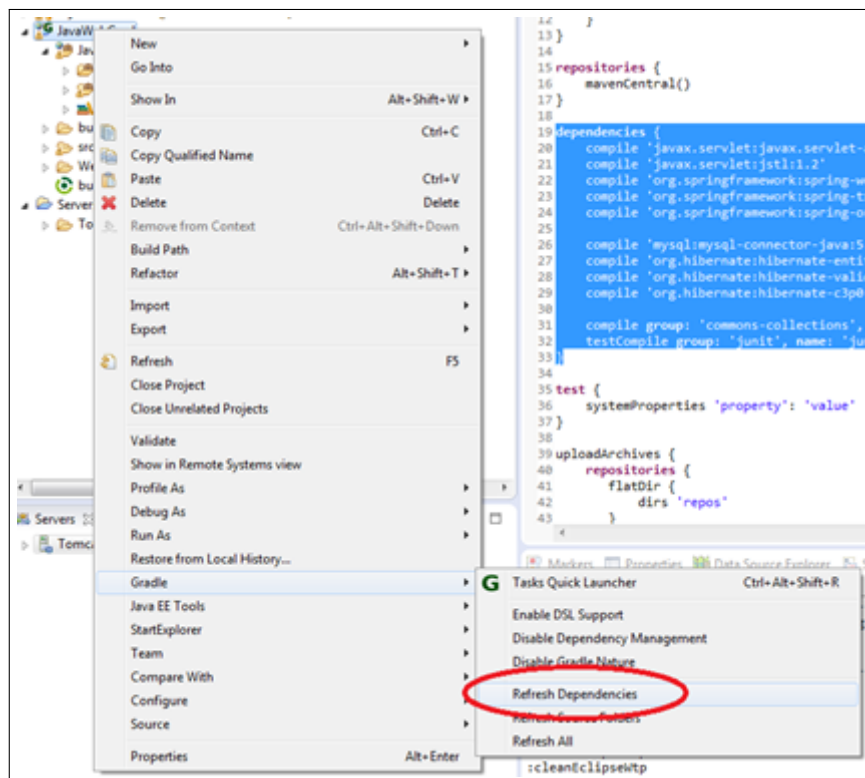 JavaW
Jav
bu
src
We
bu
Server
To
New
Go Into
Show In Alt+Shift+W
Copy Ctrl+C
Copy Qualified Name
Paste Ctrl+V
Delete Delete
Remove from Context Ctrl+Alt+Shift+Down
Build Path
Refactor Alt+Shift+T
Import
Export
Refresh F5
Close Project
Close Unrelated Projects
Validate
Show in Remote Systems view
Profile As
Debug As
Run As
Restore from Local History...
Gradle
Java EE Tools
StartExplorer
Team
Compare With
Configure
Source
Properties Alt+Enter
Servers
Tomca
12 }
13 }
14
15 repositories {
16 mavenCentral()
17 }
18
19 dependencies {
20 compile 'javax.servlet:javax.servlet-
21 compile 'javax.servlet:jstl:1.2'
22 compile 'org.springframework:spring-w
23 compile 'org.springframework:spring-t
24 compile 'org.springframework:spring-o
25
26 compile 'mysql:mysql-connector-java:5
27 compile 'org.hibernate:hibernate-enti
28 compile 'org.hibernate:hibernate-vali
29 compile 'org.hibernate:hibernate-c3p0
30
31 compile group: 'commons-collections',
32 testCompile group: 'junit', name: 'ju
33 }
34
35 test {
36 systemProperties 'property': 'value'
37 }
38
39 uploadArchives {
40 repositories {
41 flatDir {
42 dirs 'repos'
43 }
Markers Properties Data Source Explorer
G Tasks Quick Launcher Ctrl+Alt+Shift+R
Enable DSL Support
Disable Dependency Management
Disable Gradle Nature
Refresh Dependencies
Refresh Source Folders
Refresh All
:cleanEclipseWtp